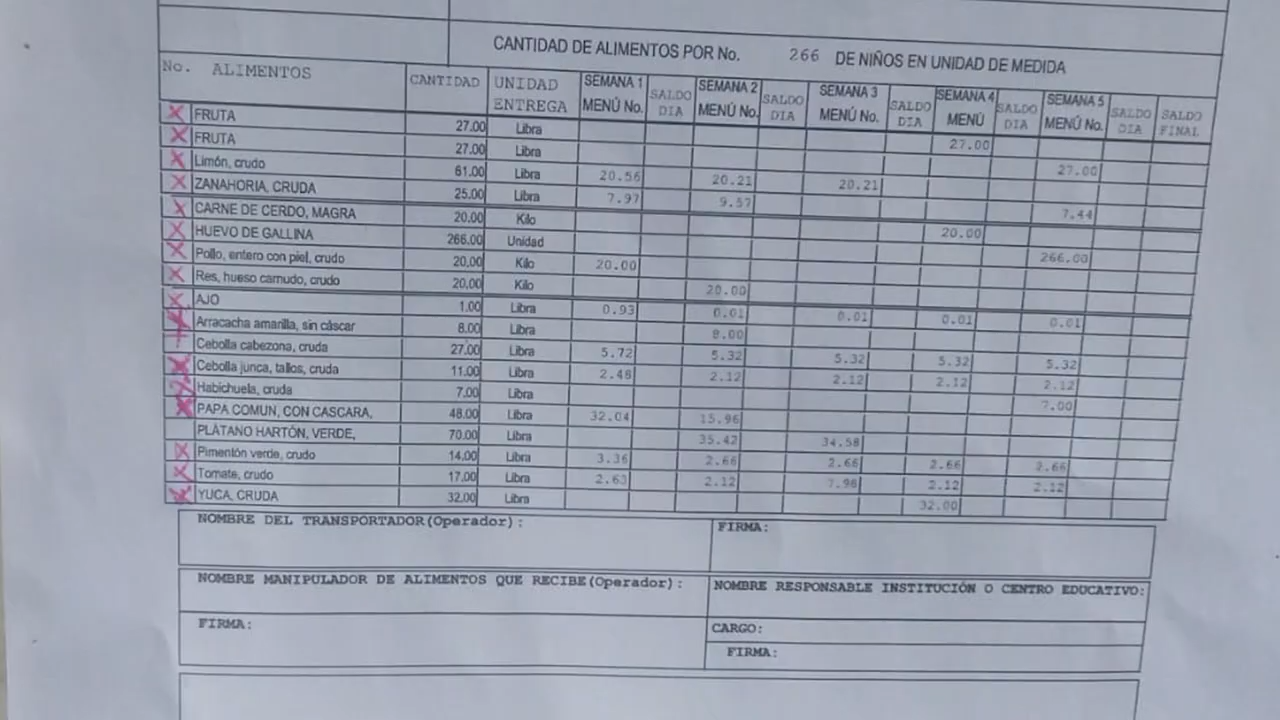 CANTIDAD DE ALIMENTOS POR No. 266 DE NIÑOS EN UNIDAD DE MEDIDA
No. ALIMENTOS CANTIDAD UNIDAD ENTREGA SEMANA 1 MENÚ No. SALDO DIA SEMANA 2 MENÚ No. SALDO DIA SEMANA 3 MENÚ No. SALDO DIA SEMANA 4 MENÚ SALDO DIA SEMANA 5 MENÚ No. SALDO DIA SALDO FINAL
FRUTA 27.00 Libra 27.00
FRUTA 27.00 Libra 27.00
Limón, crudo 61.00 Libra 20.56 20.21 20.21
ZANAHORIA, CRUDA 25.00 Libra 7.97 9.57 7.44
CARNE DE CERDO, MAGRA 20.00 Kilo 20.00
HUEVO DE GALLINA 266.00 Unidad 266.00
Pollo, entero con piel, crudo 20,00 Kilo 20.00
Res, hueso carnudo, crudo 20,00 Kilo 20.00
AJO 1.00 Libra 0.93 0.01 0.01 0.01 0.01
Arracacha amarilla, sin cáscar 8.00 Libra 8.00
Cebolla cabezona, cruda 27.00 Libra 5.72 5.32 5.32 5.32 5.32
Cebolla junca, tallos, cruda 11.00 Libra 2.48 2.12 2.12 2.12 2.12
Habichuela, cruda 7,00 Libra 7.00
PAPA COMUN, CON CASCARA, 48.00 Libra 32.04 15.96
PLÁTANO HARTÓN, VERDE, 70.00 Libra 35.42 34.58
Pimentón verde, crudo 14,00 Libra 3.36 2.66 2.66 2.66 2.66
Tomate, crudo 17,00 Libra 2.63 2.12 7.98 2.12 2.12
YUCA, CRUDA 32.00 Libra 32.00
NOMBRE DEL TRANSPORTADOR(Operador): FIRMA:
NOMBRE MANIPULADOR DE ALIMENTOS QUE RECIBE(Operador): NOMBRE RESPONSABLE INSTITUCIÓN O CENTRO EDUCATIVO:
FIRMA: CARGO:
FIRMA: